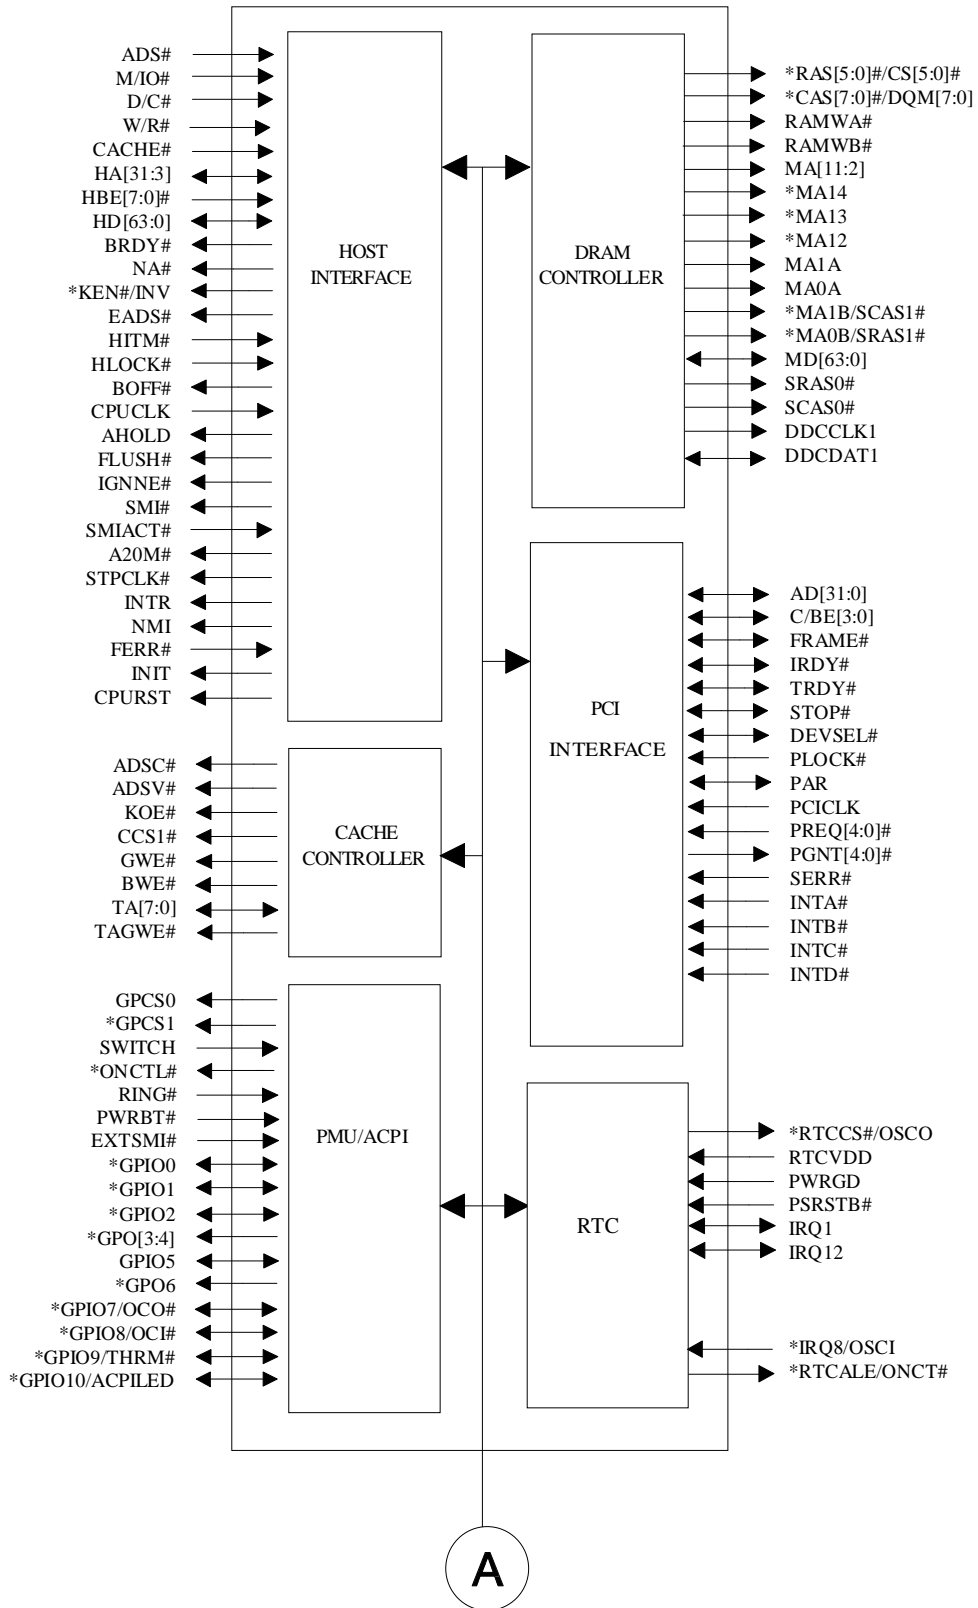 ADS#
M/IO#
D/C#
W/R#
CACHE#
HA[31:3]
HBE[7:0]#
HD[63:0]
BRDY#
NA#
*KEN#/INV
EADS#
HITM#
HLOCK#
BOFF#
CPUCLK
AHOLD
FLUSH#
IGNNE#
SMI#
SMIACT#
A20M#
STPCLK#
INTR
NMI
FERR#
INIT
CPURST
HOST
INTERFACE
DRAM
CONTROLLER
*RAS[5:0]#/CS[5:0]#
*CAS[7:0]#/DQM[7:0]
RAMWA#
RAMWB#
MA[11:2]
*MA14
*MA13
*MA12
MA1A
MA0A
*MA1B/SCAS1#
*MA0B/SRAS1#
MD[63:0]
SRAS0#
SCAS0#
DDCCLK1
DDCDAT1
ADSC#
ADSV#
KOE#
CCS1#
GWE#
BWE#
TA[7:0]
TAGWE#
CACHE
CONTROLLER
PCI
INTERFACE
AD[31:0]
C/BE[3:0]
FRAME#
IRDY#
TRDY#
STOP#
DEVSEL#
PLOCK#
PAR
PCICLK
PREQ[4:0]#
PGNT[4:0]#
SERR#
INTA#
INTB#
INTC#
INTD#
GPCS0
*GPCS1
SWITCH
*ONCTL#
RING#
PWRBT#
EXTSMI#
*GPIO0
*GPIO1
*GPIO2
*GPO[3:4]
GPIO5
*GPO6
*GPIO7/OCO#
*GPIO8/OCI#
*GPIO9/THRM#
*GPIO10/ACPILED
PMU/ACPI
RTC
*RTCCS#/OSCO
RTCVDD
PWRGD
PSRSTB#
IRQ1
IRQ12
*IRQ8/OSCI
*RTCALE/ONCT#
A